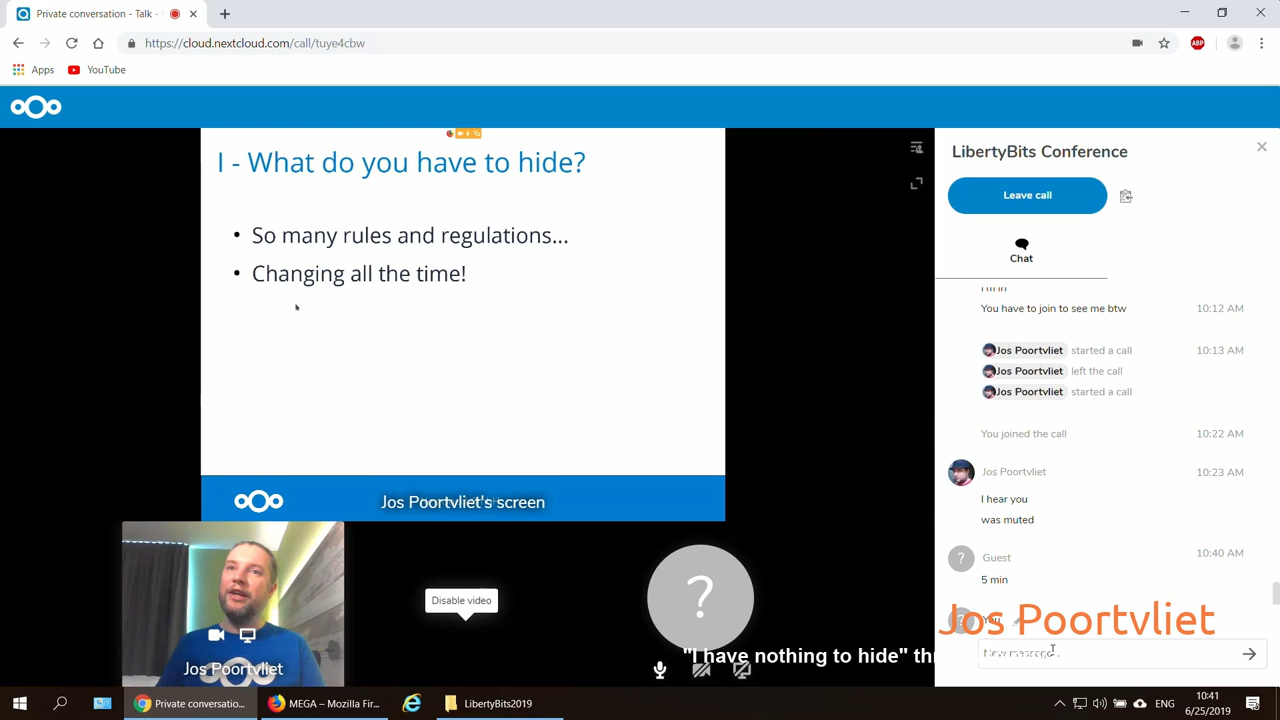 Private conversation - Talk -
https://cloud.nextcloud.com/call/tuye4cbw
ABP
Apps
YouTube
I - What do you have to hide?
• So many rules and regulations...
• Changing all the time!
Jos Poortvliet's screen
LibertyBits Conference
Leave call
Chat
You have to join to see me btw
10:12 AM
Jos Poortvliet started a call
10:13 AM
Jos Poortvliet left the call
Jos Poortvliet started a call
You joined the call
10:22 AM
Jos Poortvliet
10:23 AM
I hear you
was muted
? Guest
10:40 AM
5 min
Jos Poortvliet
Disable video
?
Jos Poortvliet
"I have nothing to hide"
Private conversatio...
MEGA – Mozilla Fir...
LibertyBits2019
ENG
10:41
6/25/2019